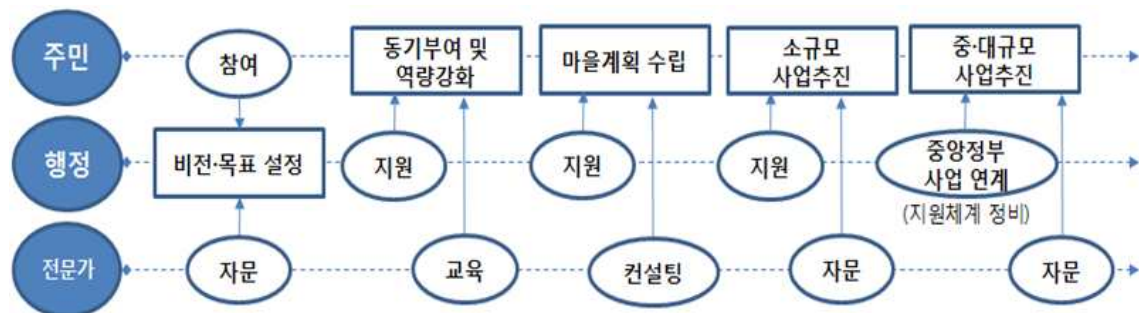 주민
참여
동기부여 및
역량강화
마을계획 수립
소규모
사업추진
중·대규모
사업추진
행정
비전·목표 설정
지원
지원
지원
중앙정부
사업 연계
(지원체계 정비)
전문가
자문
교육
컨설팅
자문
자문